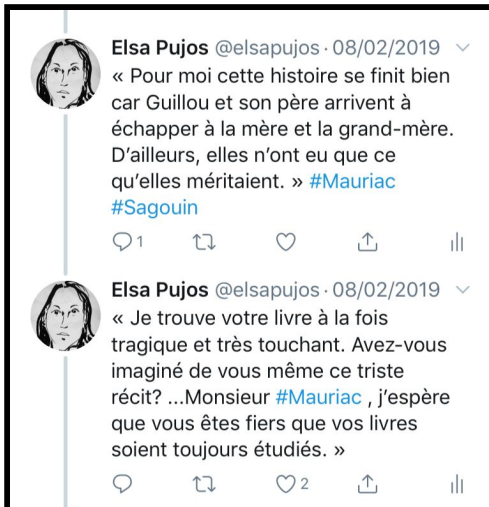 Elsa Pujos @elsapujos · 08/02/2019
« Pour moi cette histoire se finit bien
car Guillou et son père arrivent à
échapper à la mère et la grand-mère.
D’ailleurs, elles n’ont eu que ce
qu’elles méritaient. » #Mauriac
#Sagouin
1
Elsa Pujos @elsapujos · 08/02/2019
« Je trouve votre livre à la fois
tragique et très touchant. Avez-vous
imaginé de vous même ce triste
récit? ...Monsieur #Mauriac , j’espère
que vous êtes fiers que vos livres
soient toujours étudiés. »
2